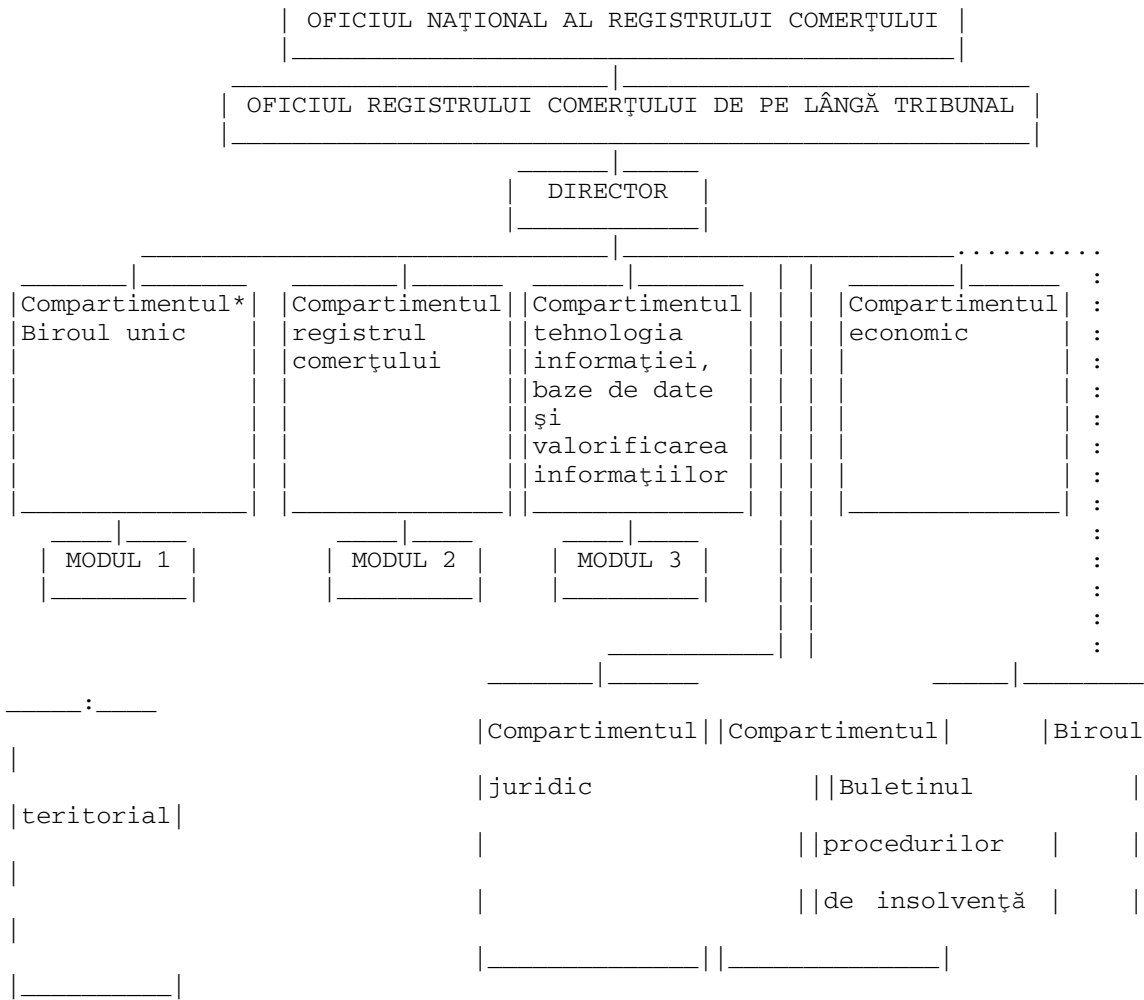 OFICIUL NAŢIONAL AL REGISTRULUI COMERŢULUI
OFICIUL REGISTRULUI COMERŢULUI DE PE LÂNGĂ TRIBUNAL
DIRECTOR
Compartimentul*
Biroul unic
Compartimentul
registrul
comerţului
Compartimentul
tehnologia
informaţiei,
baze de date
şi
valorificarea
informaţiilor
Compartimentul
economic
MODUL 1
MODUL 2
MODUL 3
Compartimentul
juridic
Compartimentul
Buletinul
procedurilor
de insolvenţă
Biroul
teritorial